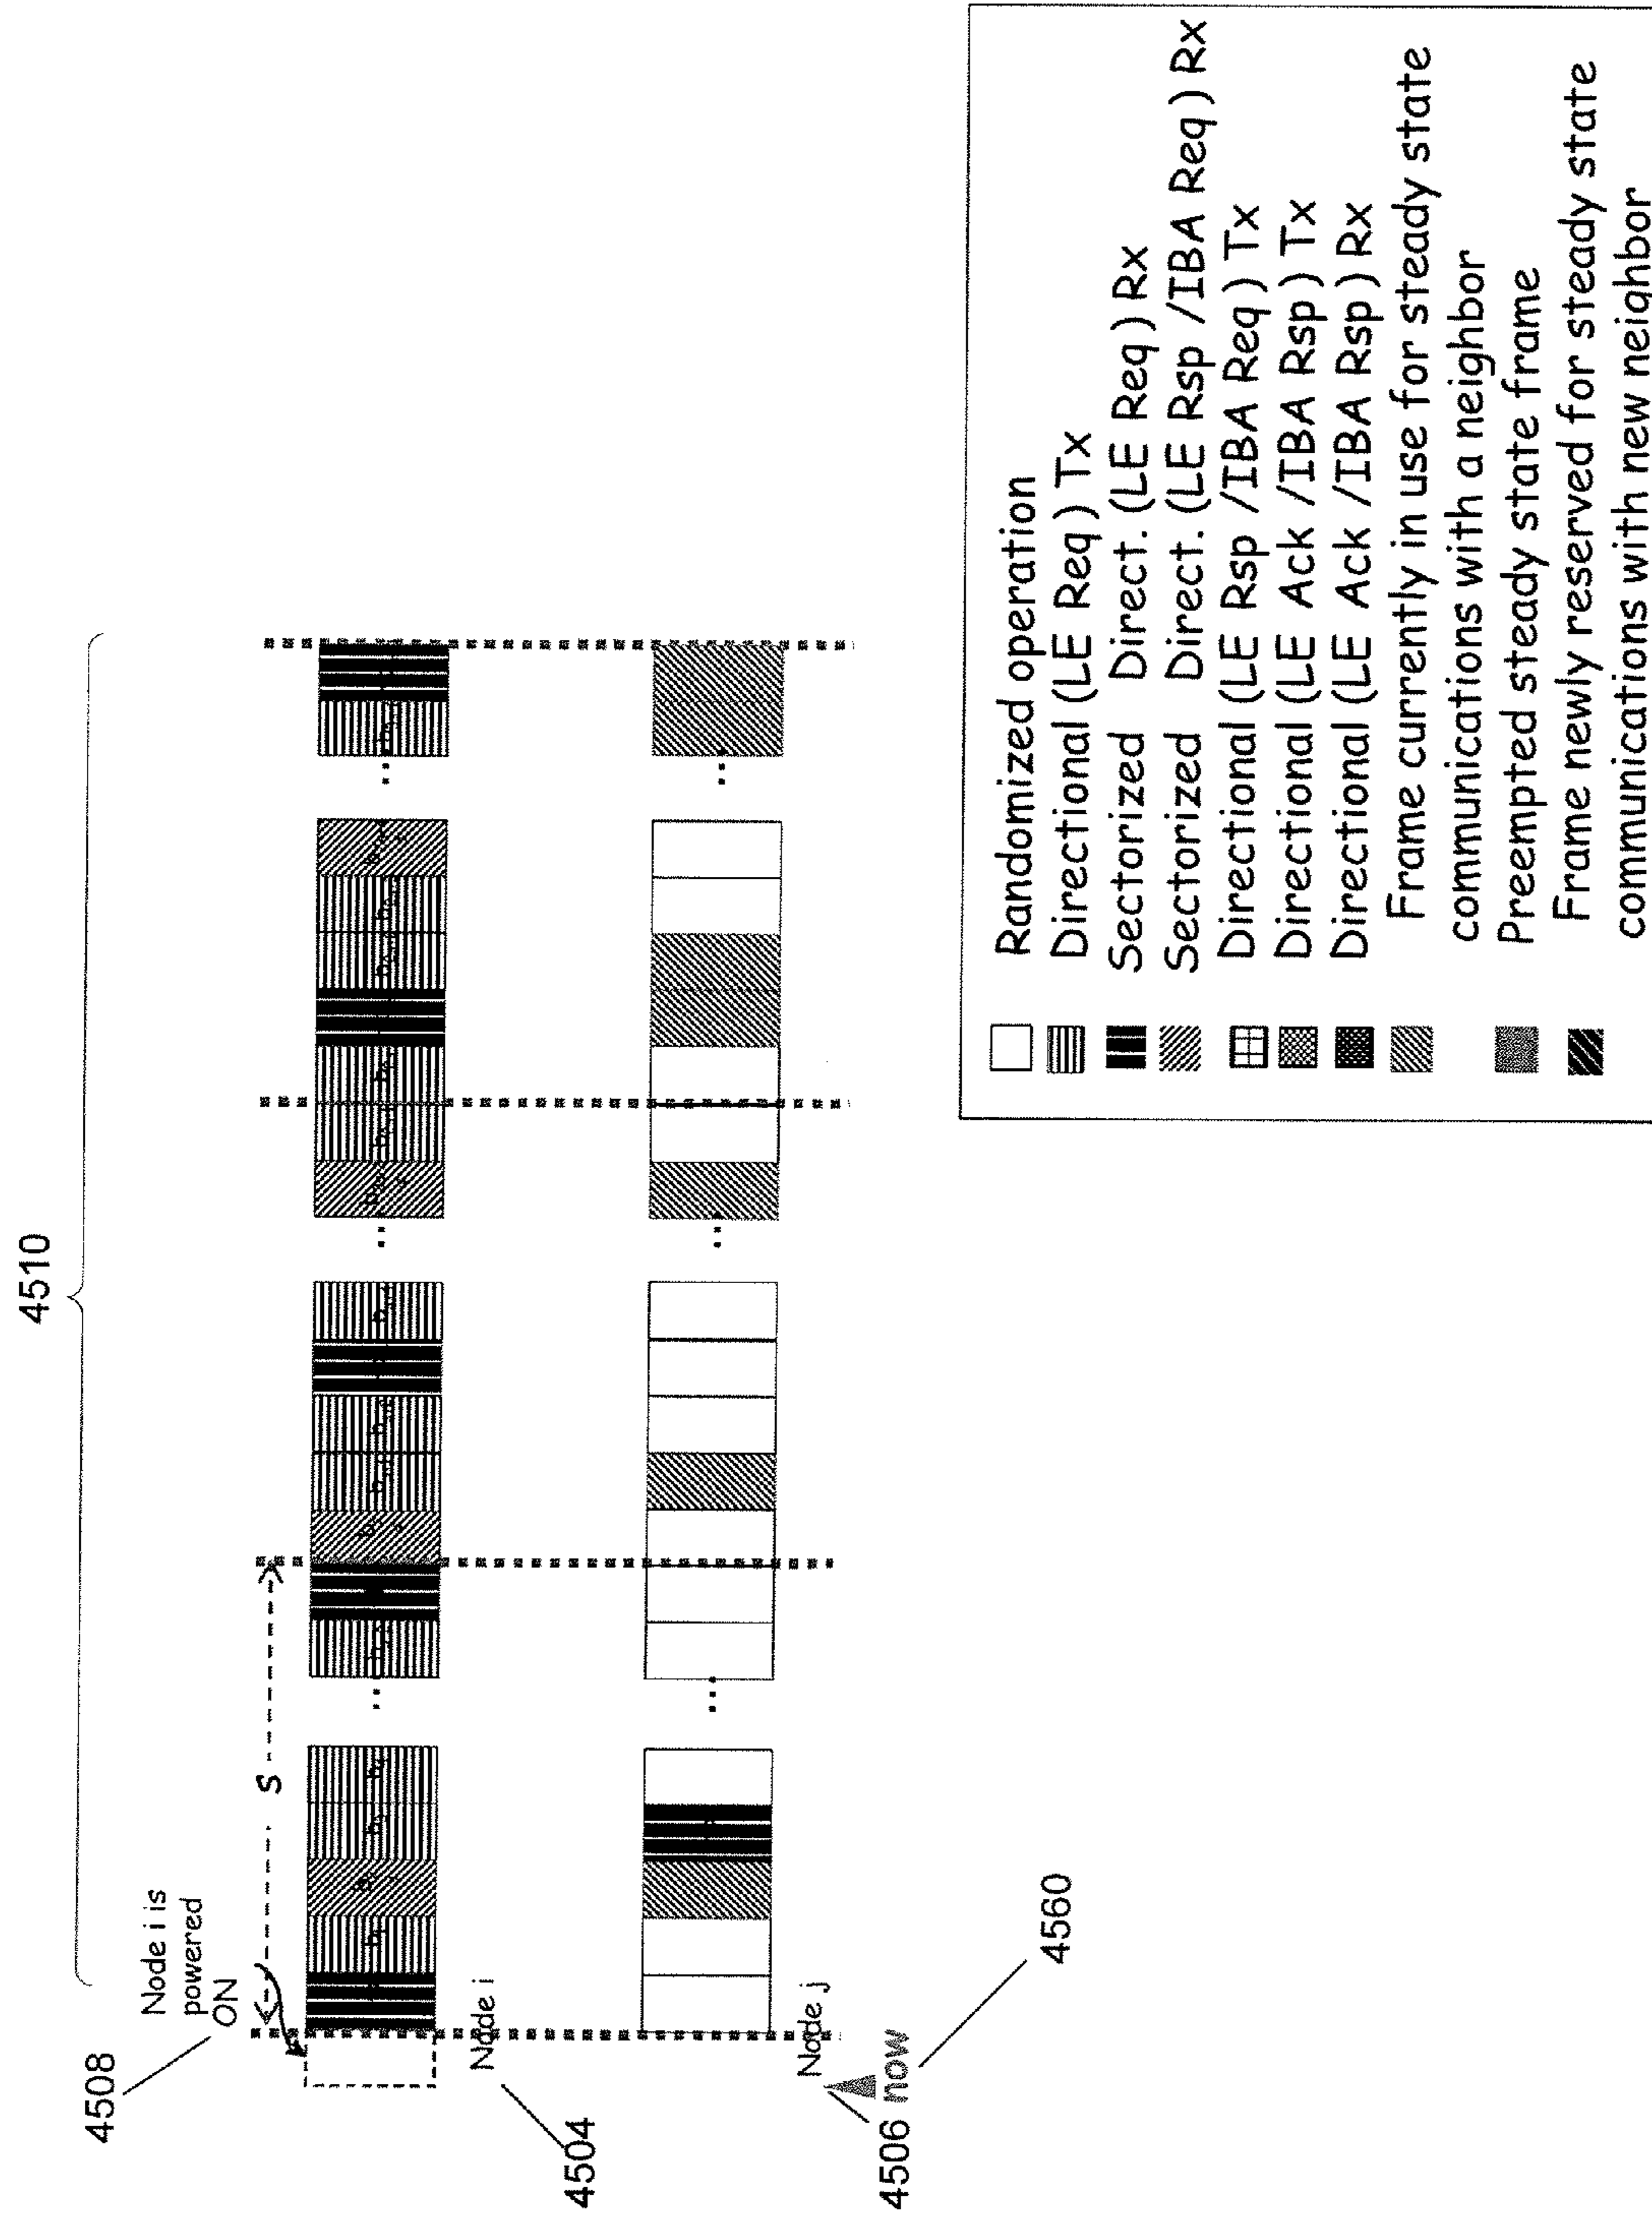 4510
4508
Node i is
powered
ON
S
4504
Node i
Node j
4506
now
4560
Randomized operation
Directional (LE Req) Tx
Sectorized Direct. (LE Req) Rx
Sectorized Direct. (LE Rsp /IBA Req) Rx
Directional (LE Rsp /IBA Req) Tx
Directional (LE Ack /IBA Rsp) Tx
Directional (LE Ack /IBA Rsp) Rx
Frame currently in use for steady state
communications with a neighbor
Preempted steady state frame
Frame newly reserved for steady state
communications with new neighbor